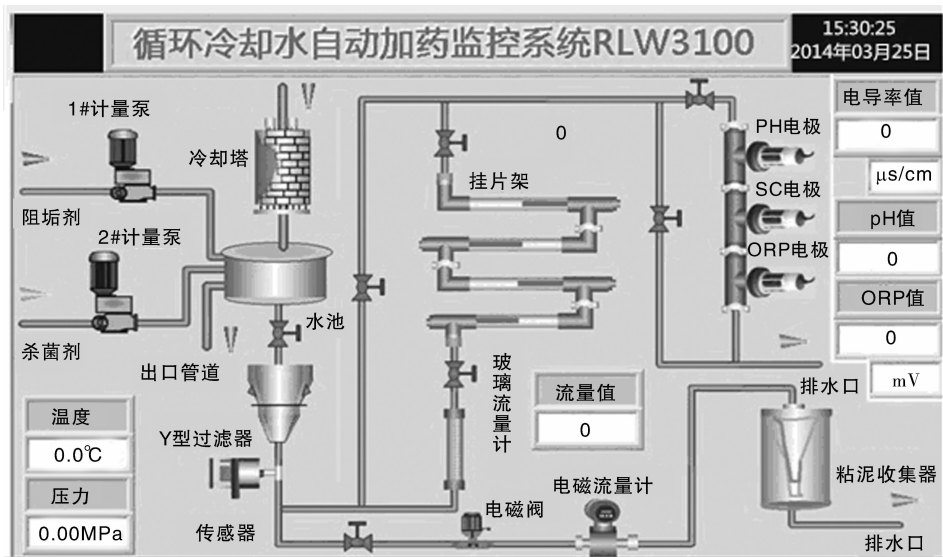 循环冷却水自动加药监控系统RLW3100
15:30:25
2014年03月25日
1#计量泵
冷却塔
阻垢剂
2#计量泵
杀菌剂
水池
出口管道
0
挂片架
PH电极
SC电极
ORP电极
电导率值
0
μs/cm
pH值
0
ORP值
0
mV
温度
0.0℃
压力
0.00MPa
Y型过滤器
传感器
玻璃流量计
流量值
0
电磁阀
电磁流量计
排水口
粘泥收集器
排水口